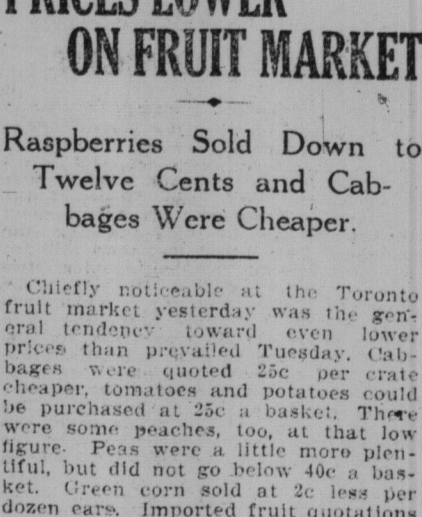 PRICES LOWER
ON FRUIT MARKET
Raspberries Sold Down to
Twelve Cents and Cab-
bages Were Cheaper.
Chiefly noticeable at the Toronto
fruit market yesterday was the gen-
eral tendency toward even lower
prices than prevailed Tuesday. Cab-
bages were quoted 25c per crate
cheaper, tomatoes and potatoes could
be purchased at 25c a basket. There
were some peaches, too, at that low
figure. Peas were a little more plen-
tiful, but did not go below 40c a bas-
ket. Green corn sold at 2c less per
dozen ears. Imported fruit quotations